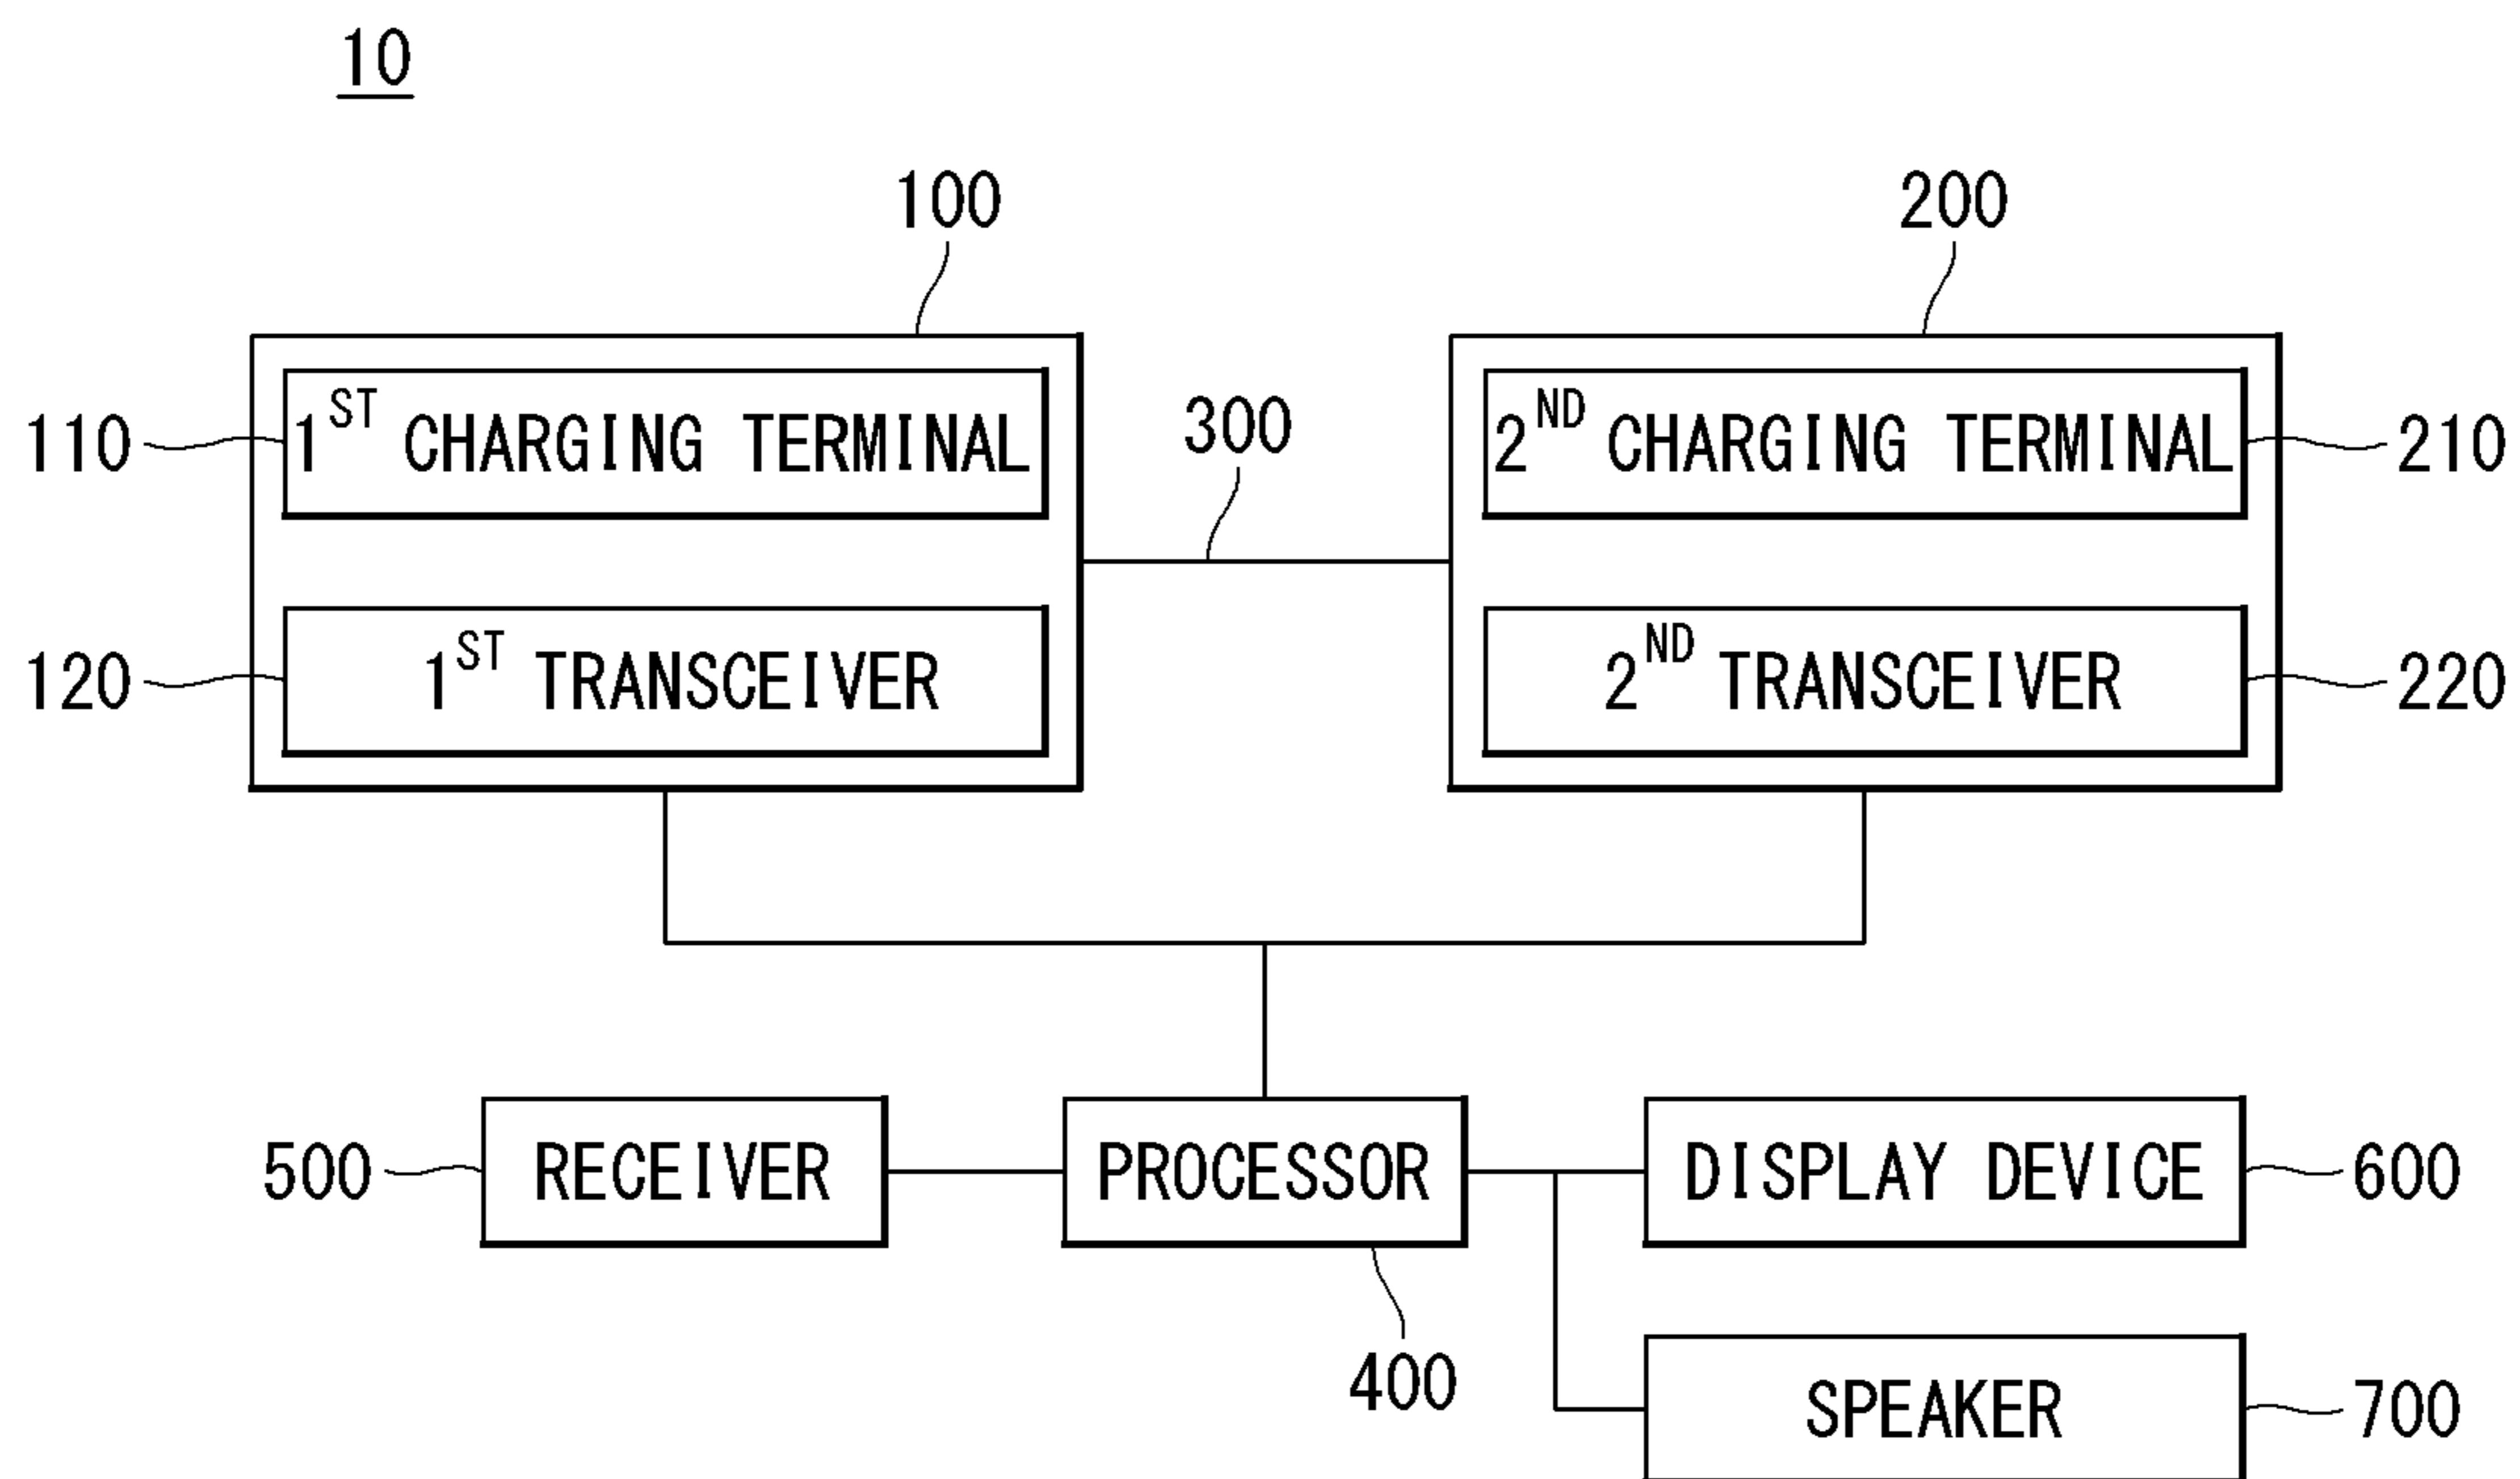 10
100 200
110 1ST CHARGING TERMINAL 300 2ND CHARGING TERMINAL 210
120 1ST TRANSCEIVER 2ND TRANSCEIVER 220
500 RECEIVER PROCESSOR DISPLAY DEVICE 600
400 SPEAKER 700